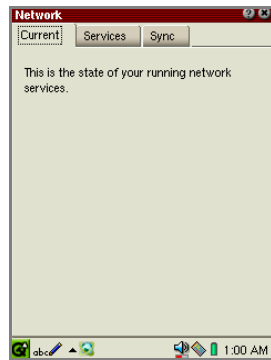 Network
Current Services Sync
This is the state of your running network
services.
abc 1:00 AM